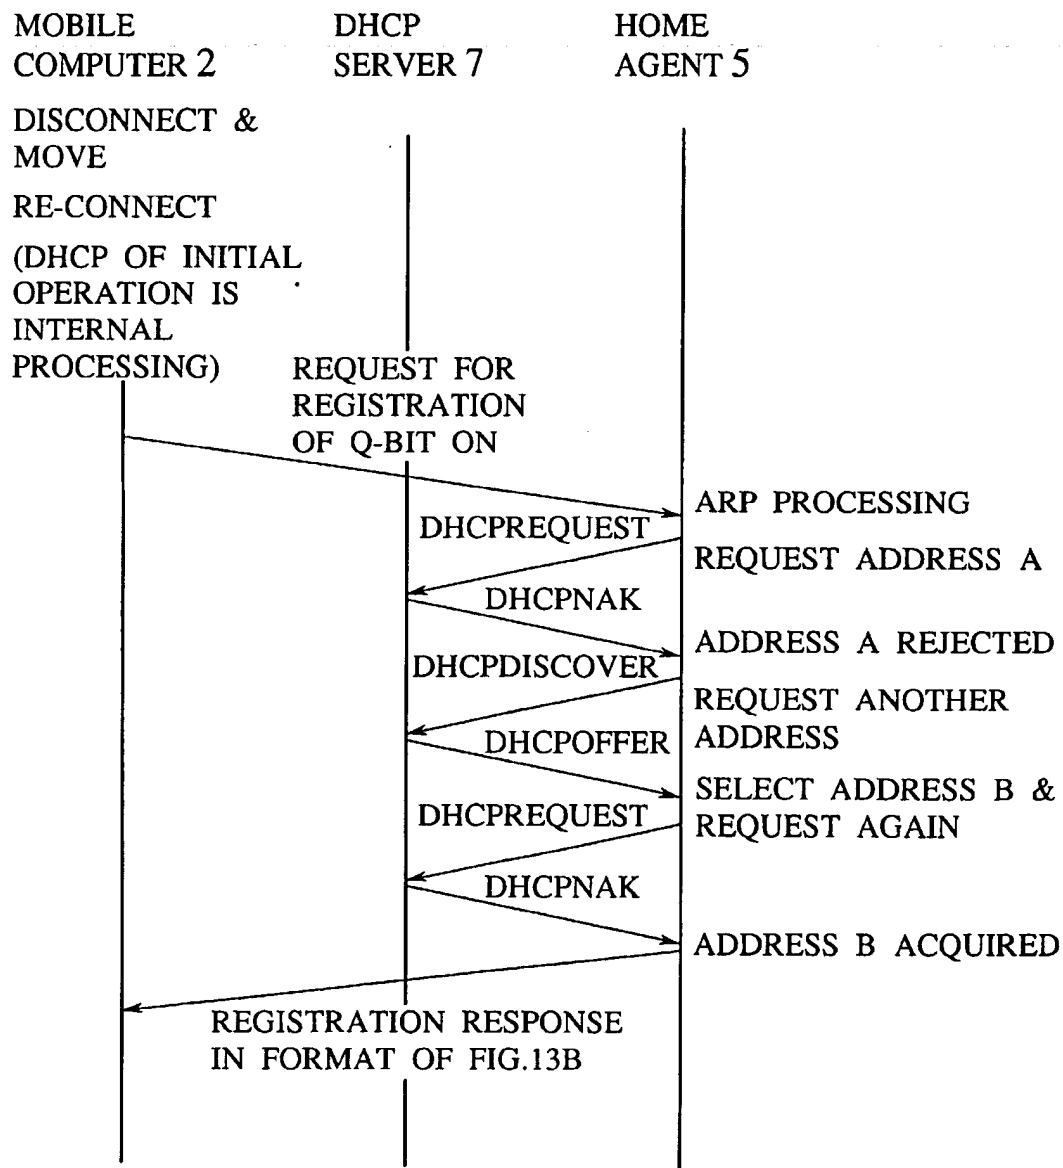 MOBILE
COMPUTER 2
DHCP
SERVER 7
HOME
AGENT 5
DISCONNECT &
MOVE
RE-CONNECT
(DHCP OF INITIAL
OPERATION IS
INTERNAL
PROCESSING)
REQUEST FOR
REGISTRATION
OF Q-BIT ON
ARP PROCESSING
DHCPREQUEST
REQUEST ADDRESS A
DHCPNAK
ADDRESS A REJECTED
DHCPDISCOVER
REQUEST ANOTHER
ADDRESS
DHCPOFFER
SELECT ADDRESS B &
REQUEST AGAIN
DHCPREQUEST
DHCPNAK
ADDRESS B ACQUIRED
REGISTRATION RESPONSE
IN FORMAT OF FIG.13B